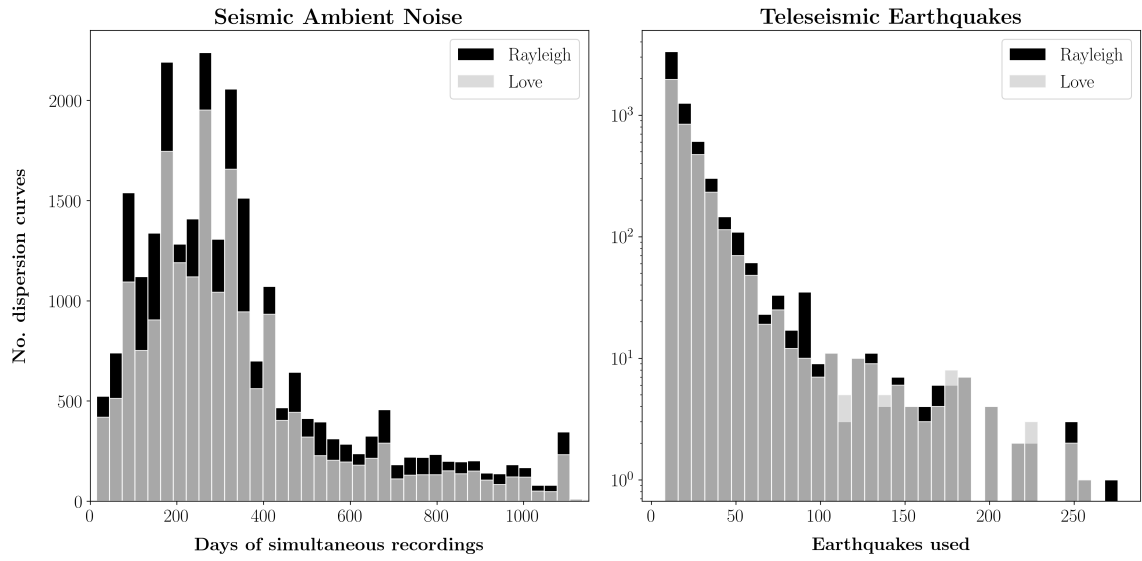 Seismic Ambient Noise
Rayleigh
Love
2000
1500
1000
500
0
No. dispersion curves
0 200 400 600 800 1000
Days of simultaneous recordings
Teleseismic Earthquakes
Rayleigh
Love
10³
10²
10¹
10⁰
0 50 100 150 200 250
Earthquakes used